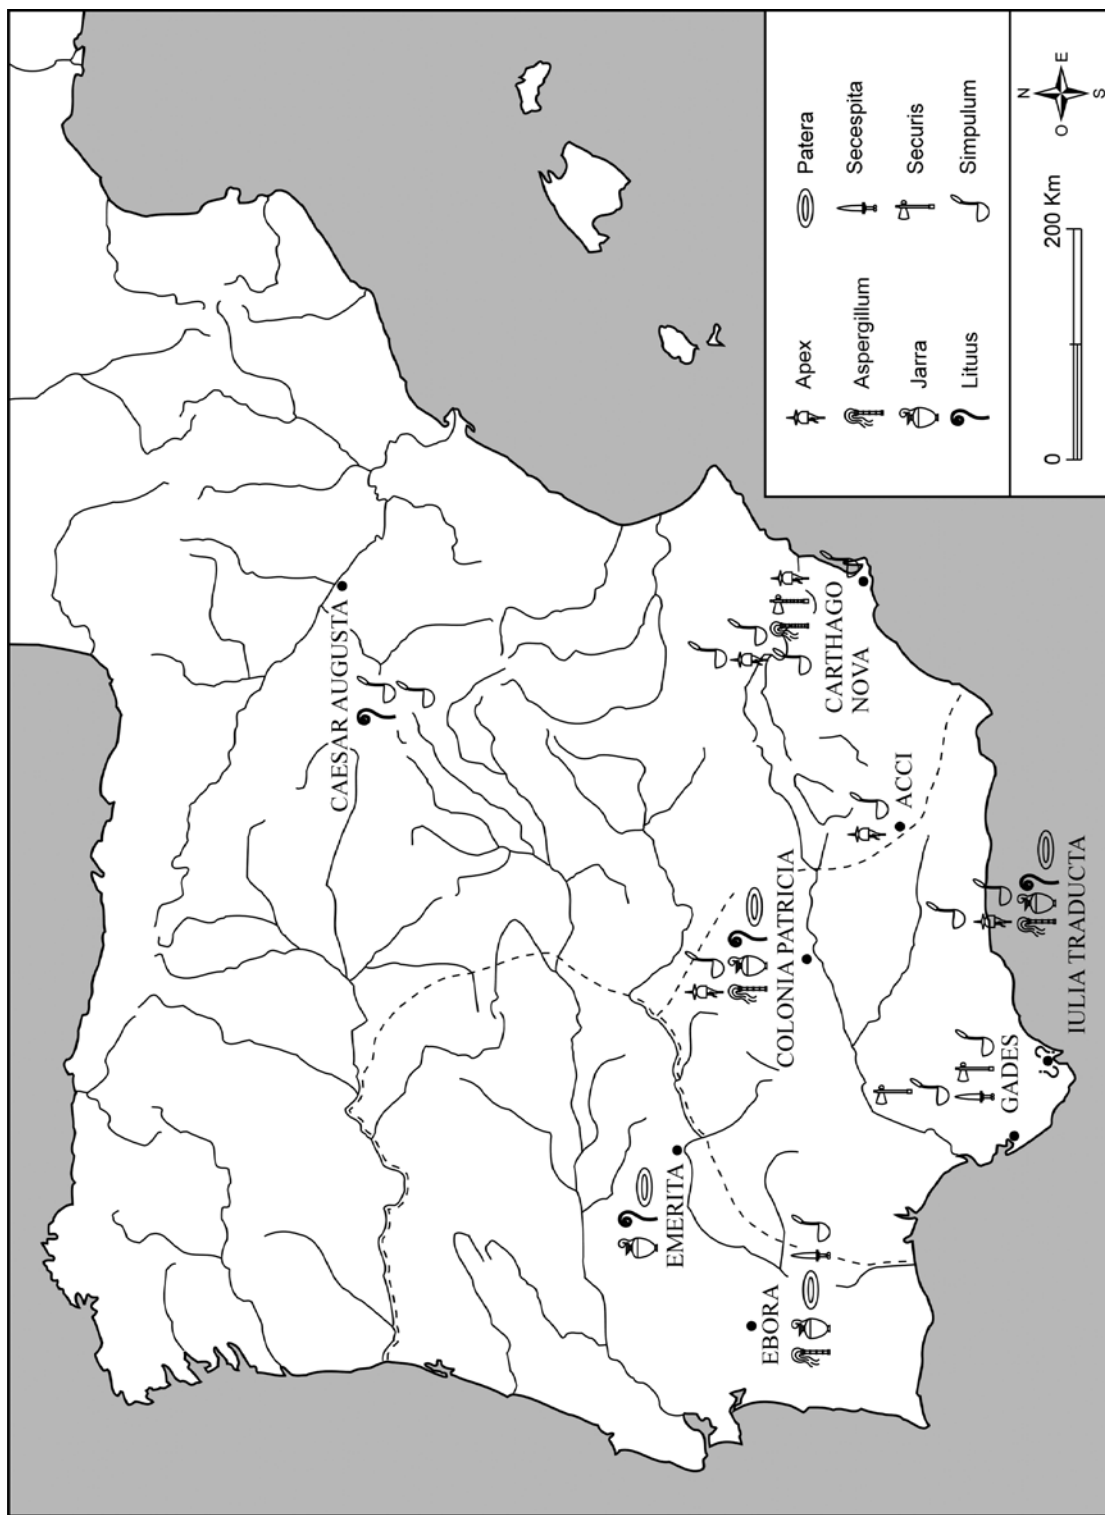 CAESAR AUGUSTA
CARTHAGO
NOVA
ACCI
COLONIA PATRICIA
IULIA TRADUCTA
¿?
GADES
EMERITA
EBORA
Apex
Patera
Aspergillum
Secespita
Jarra
Securis
Lituus
Simpulum
0
200 Km
N
O
E
S